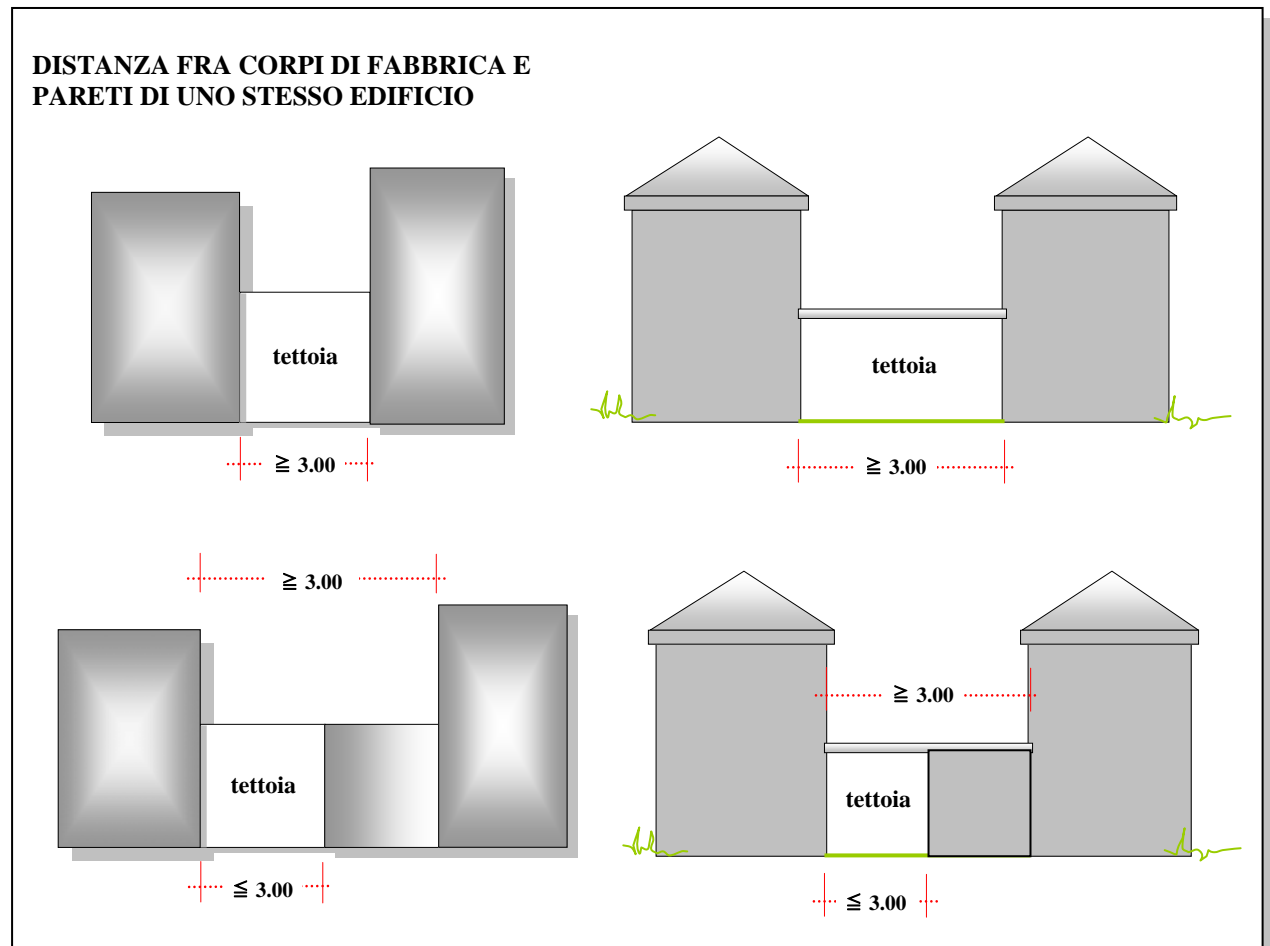 DISTANZA FRA CORPI DI FABBRICA E
PARETI DI UNO STESSO EDIFICIO
tettoia
tettoia
≧ 3.00
≧ 3.00
≧ 3.00
≧ 3.00
tettoia
tettoia
≦ 3.00
≦ 3.00